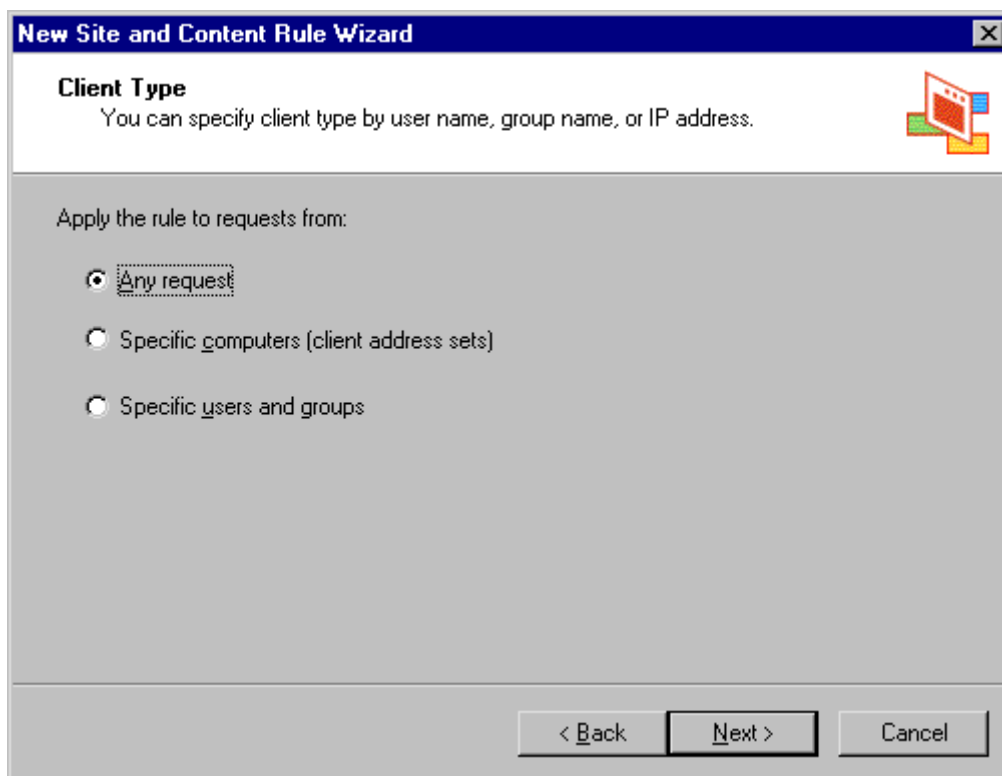 New Site and Content Rule Wizard
Client Type
You can specify client type by user name, group name, or IP address.
Apply the rule to requests from:
Any request
Specific computers (client address sets)
Specific users and groups
< Back
Next >
Cancel